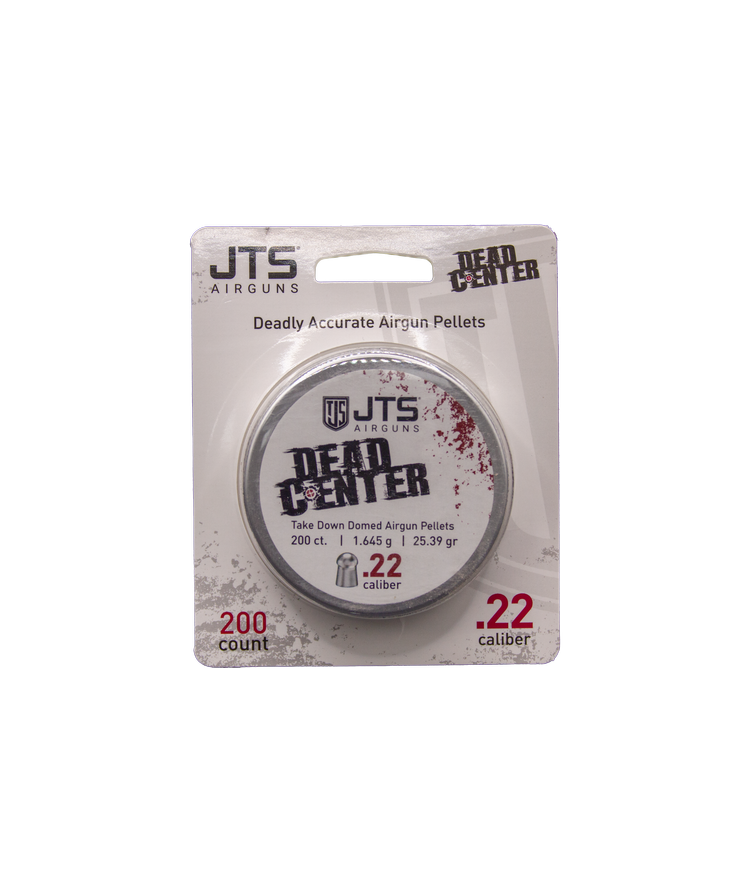 JTS
AIRGUNS
DEAD
CENTER
Deadly Accurate Airgun Pellets
JTS JTS
AIRGUNS
DEAD
CENTER
Take Down Domed Airgun Pellets
200 ct. | 1.645 g | 25.39 gr
.22
caliber
200
count
.22
caliber